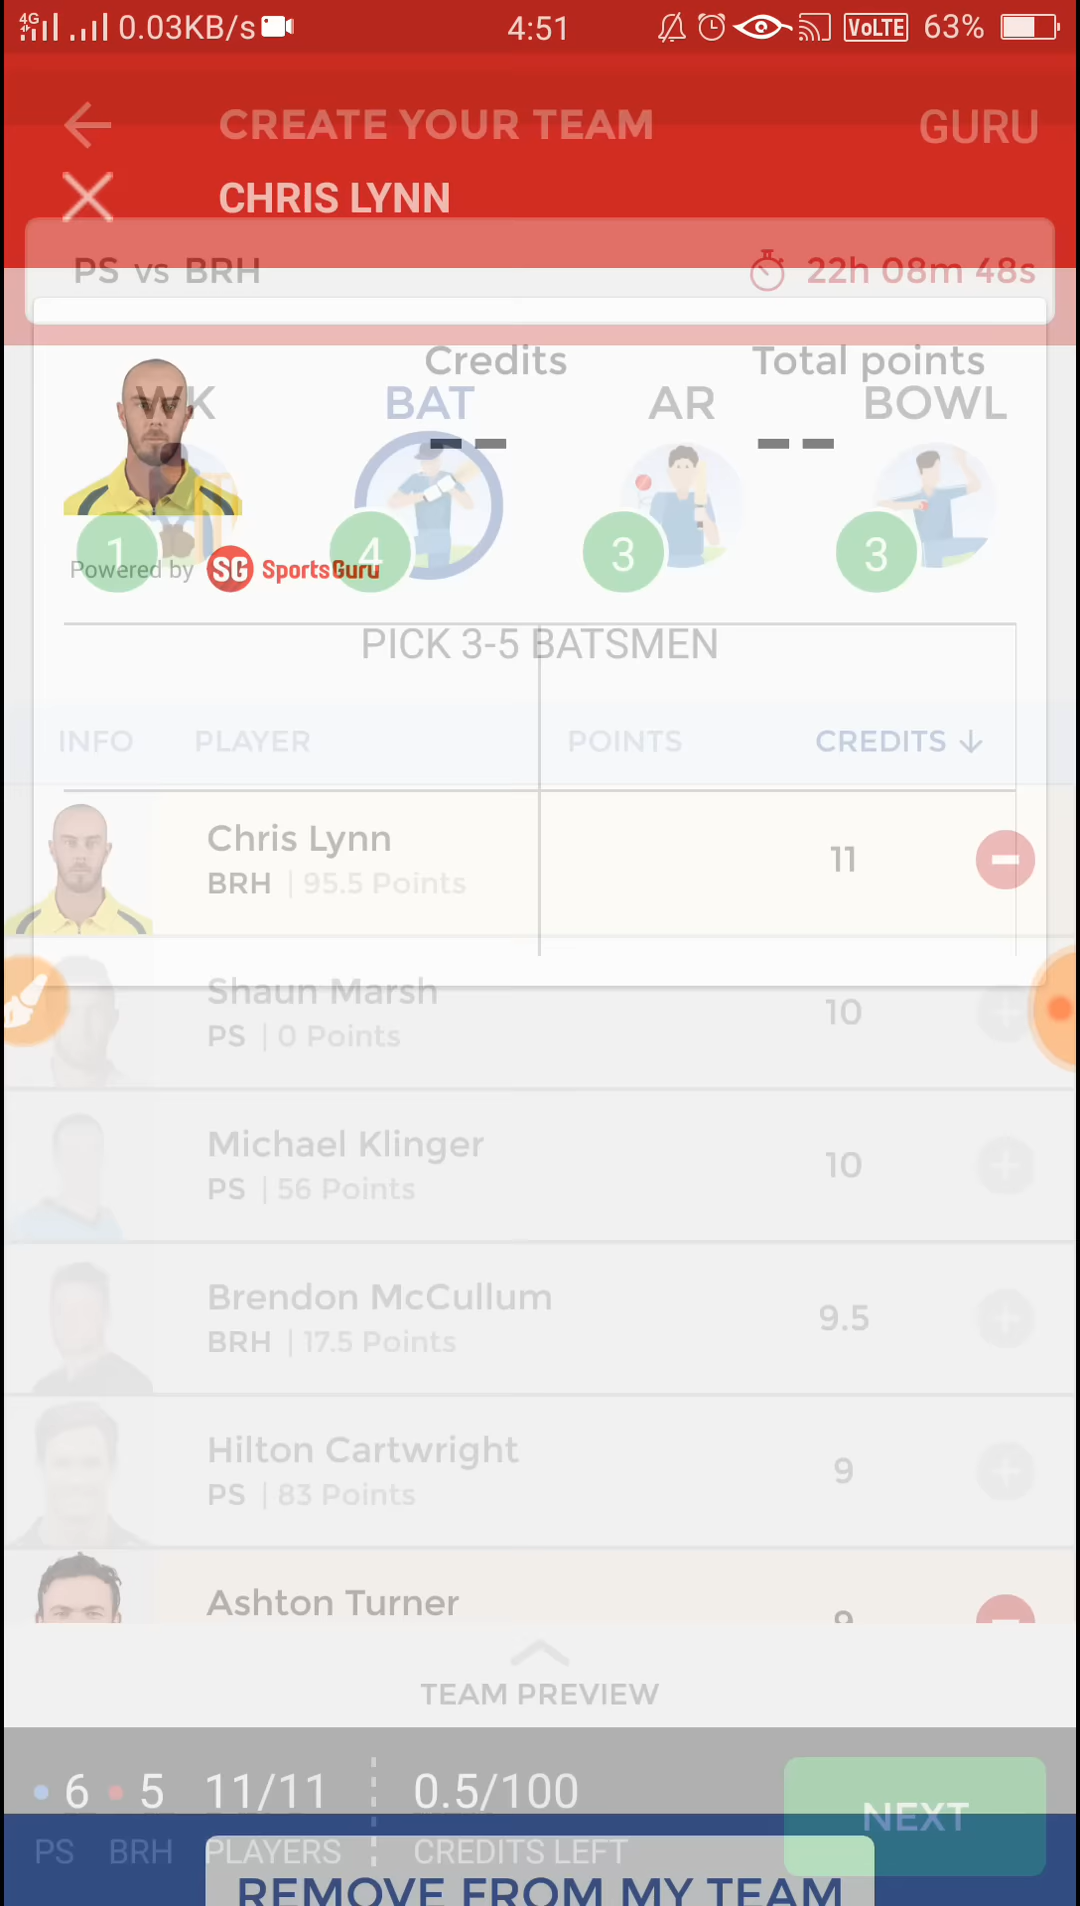 4G 0.03KB/s 4:51 VoLTE 63%
CREATE YOUR TEAM GURU
CHRIS LYNN
PS vs BRH 22h 08m 48s
Credits Total points
WK BAT AR BOWL
-- --
1 4 3 3
Powered by SG SportsGuru
PICK 3-5 BATSMEN
INFO PLAYER POINTS CREDITS
Chris Lynn
BRH | 95.5 Points 11
Shaun Marsh
PS | 0 Points 10
Michael Klinger
PS | 56 Points 10
Brendon McCullum
BRH | 17.5 Points 9.5
Hilton Cartwright
PS | 83 Points 9
Ashton Turner 9
TEAM PREVIEW
6 5 11/11 0.5/100 NEXT
PS BRH PLAYERS CREDITS LEFT
REMOVE FROM MY TEAM